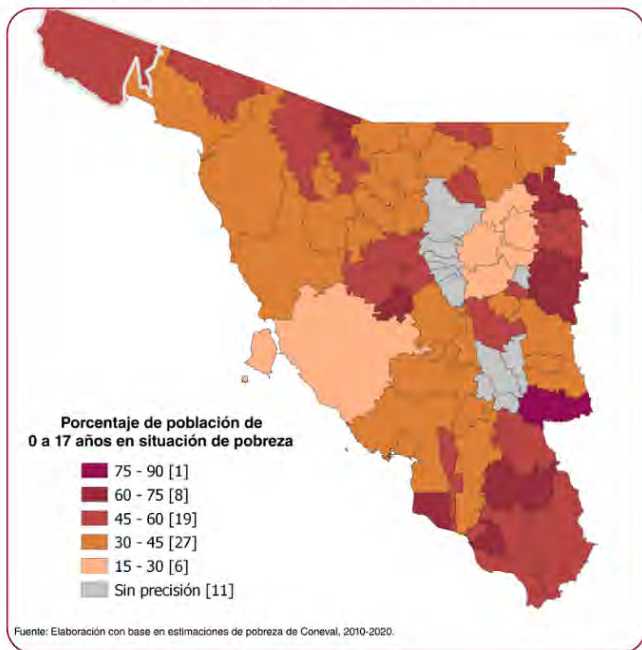 Porcentaje de población de
0 a 17 años en situación de pobreza
75 - 90 [1]
60 - 75 [8]
45 - 60 [19]
30 - 45 [27]
15 - 30 [6]
Sin precisión [11]
Fuente: Elaboración con base en estimaciones de pobreza de Coneval, 2010-2020.